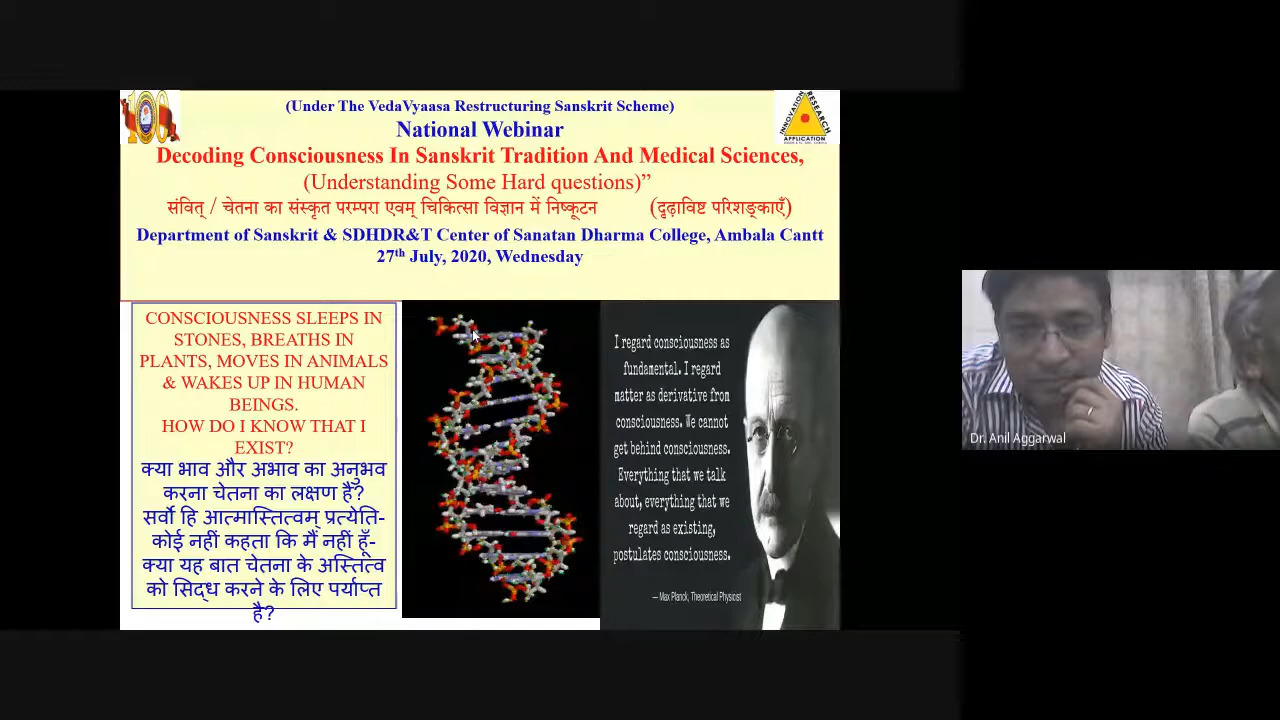 (Under The VedaVyaasa Restructuring Sanskrit Scheme)
National Webinar
Decoding Consciousness In Sanskrit Tradition And Medical Sciences,
(Understanding Some Hard questions)”
संवित् / चेतना का संस्कृत परम्परा एवम् चिकित्सा विज्ञान में निष्कूटन (दृढ़ाविष्ट परिशङ्काएँ)
Department of Sanskrit & SDHDR&T Center of Sanatan Dharma College, Ambala Cantt
27th July, 2020, Wednesday
100
INNOVATION
RESEARCH
APPLICATION
CONSCIOUSNESS SLEEPS IN
STONES, BREATHS IN
PLANTS, MOVES IN ANIMALS
& WAKES UP IN HUMAN
BEINGS.
HOW DO I KNOW THAT I
EXIST?
क्या भाव और अभाव का अनुभव
करना चेतना का लक्षण है?
सर्वो हि आत्मास्तित्वम् प्रत्येति-
कोई नहीं कहता कि मैं नहीं हूँ-
क्या यह बात चेतना के अस्तित्व
को सिद्ध करने के लिए पर्याप्त
है?
I regard consciousness as
fundamental. I regard
matter as derivative from
consciousness. We cannot
get behind consciousness.
Everything that we talk
about, everything that we
regard as existing,
postulates consciousness.
— Max Planck, Theoretical Physicist
Dr. Anil Aggarwal